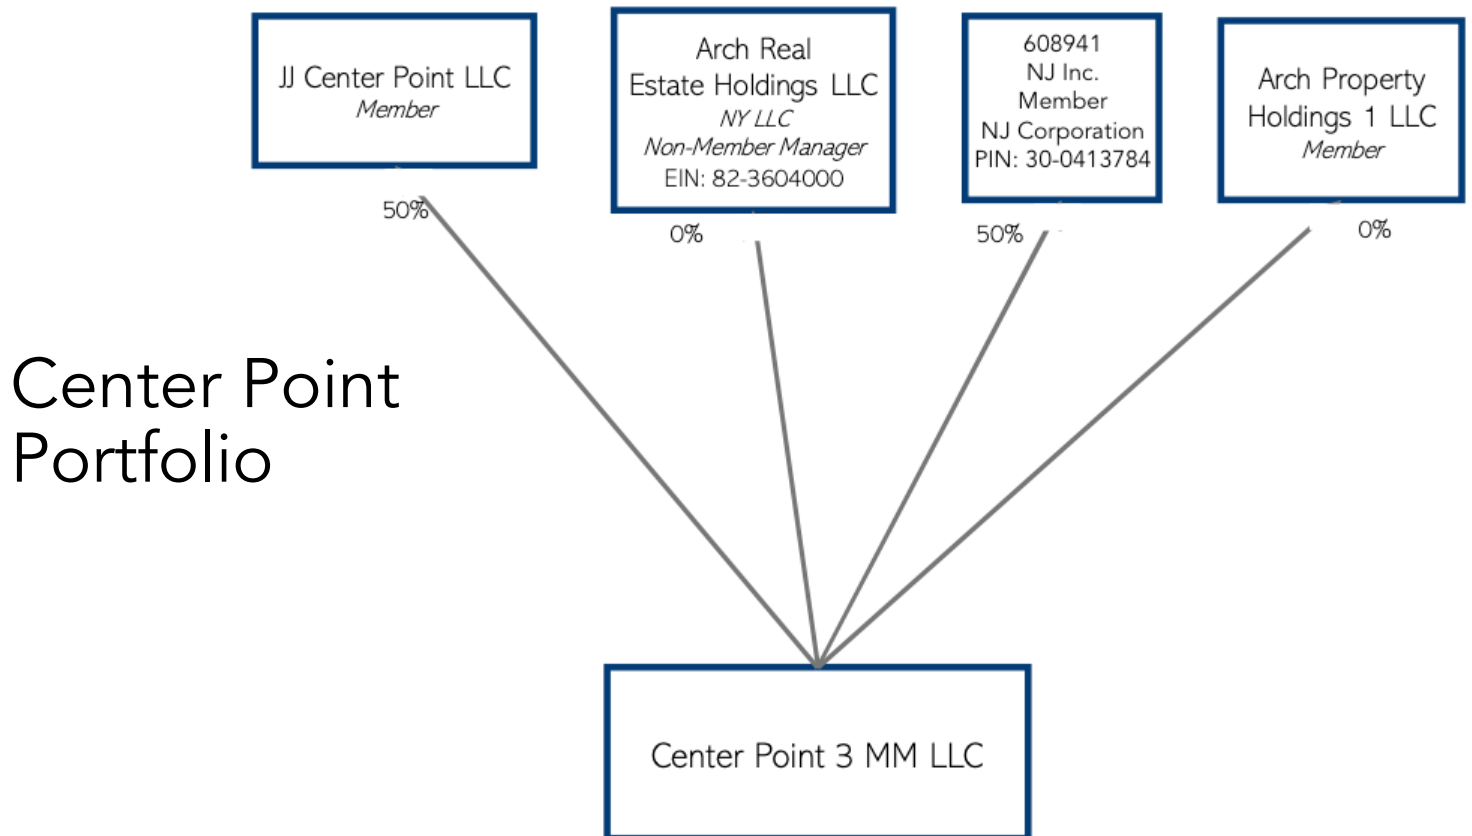 JJ Center Point LLC
Member
50%
Arch Real
Estate Holdings LLC
NY LLC
Non-Member Manager
EIN: 82-3604000
0%
608941
NJ Inc.
Member
NJ Corporation
PIN: 30-0413784
50%
Arch Property
Holdings 1 LLC
Member
0%
Center Point
Portfolio
Center Point 3 MM LLC